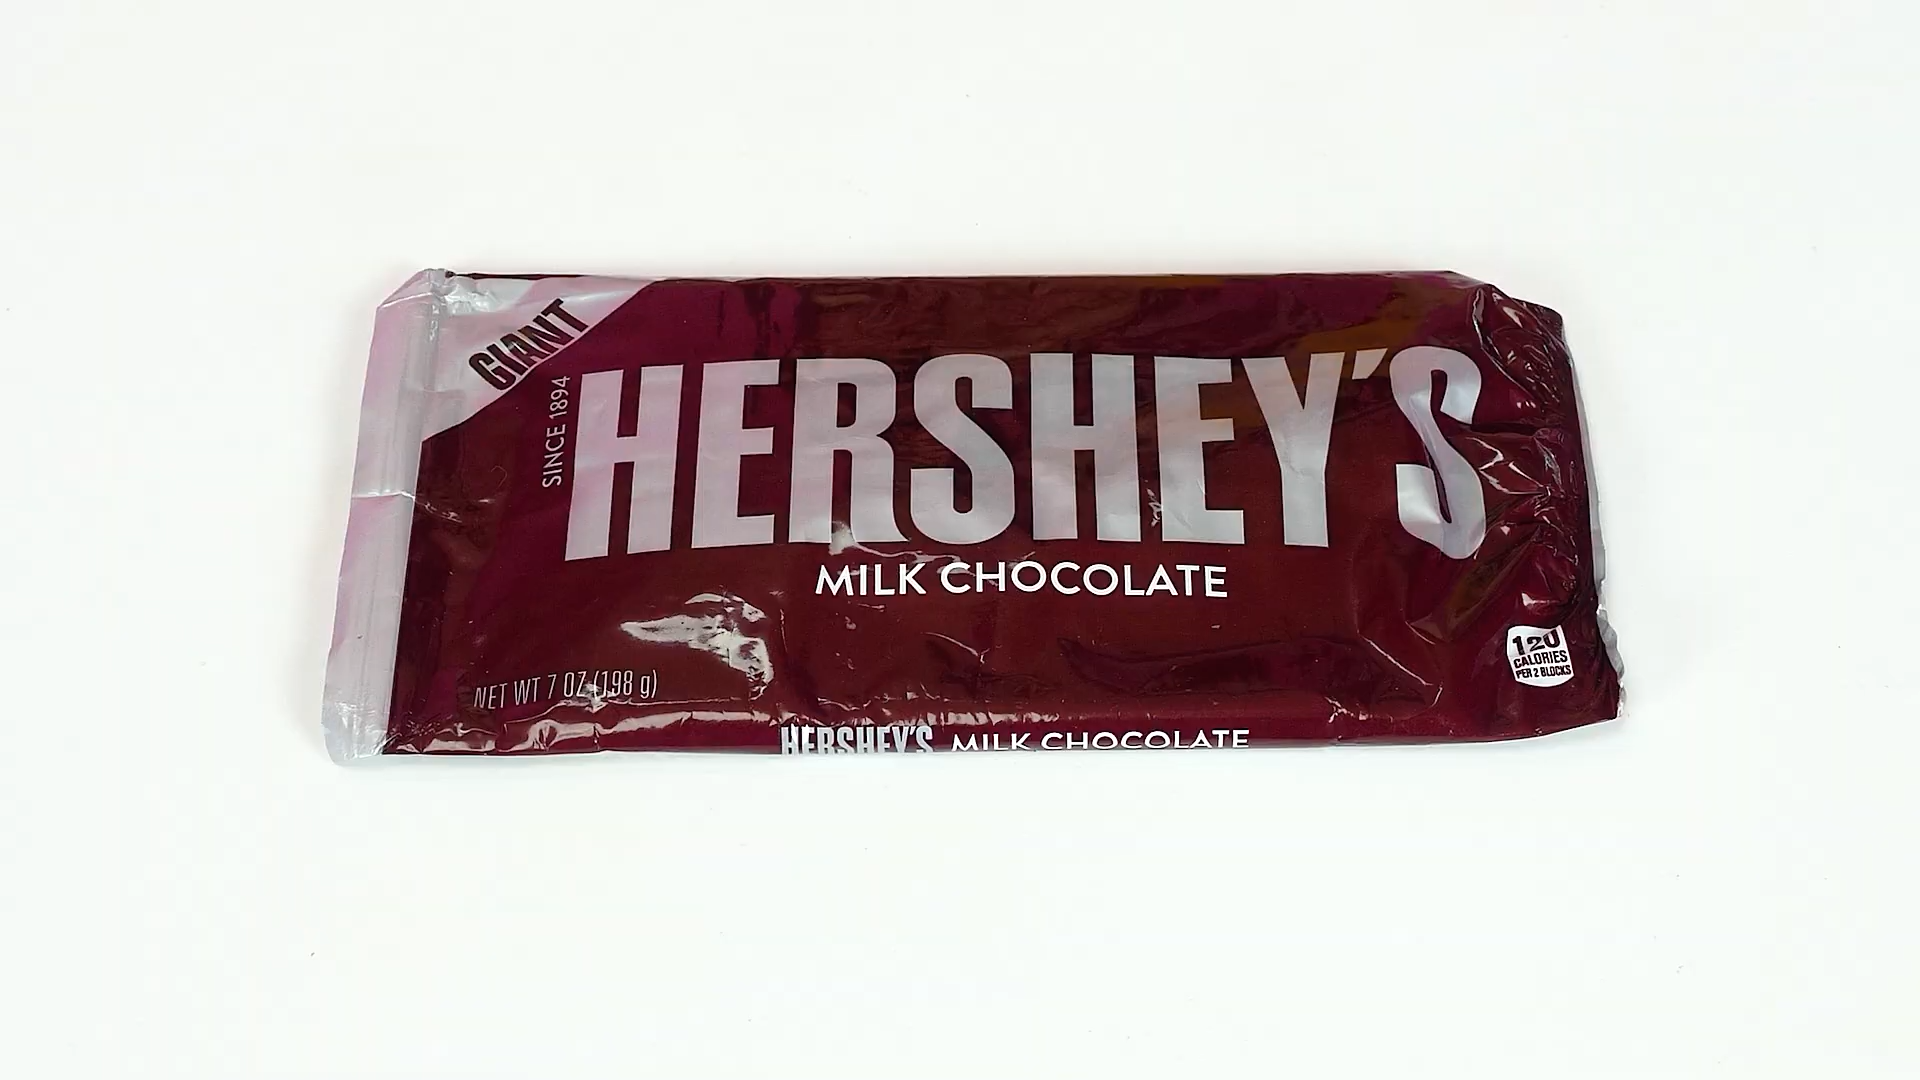 GIANT
SINCE 1894
HERSHEY'S
MILK CHOCOLATE
120
CALORIES
PER 2 BLOCKS
NET WT 7 OZ (198 g)
HERSHEY'S MILK CHOCOLATE